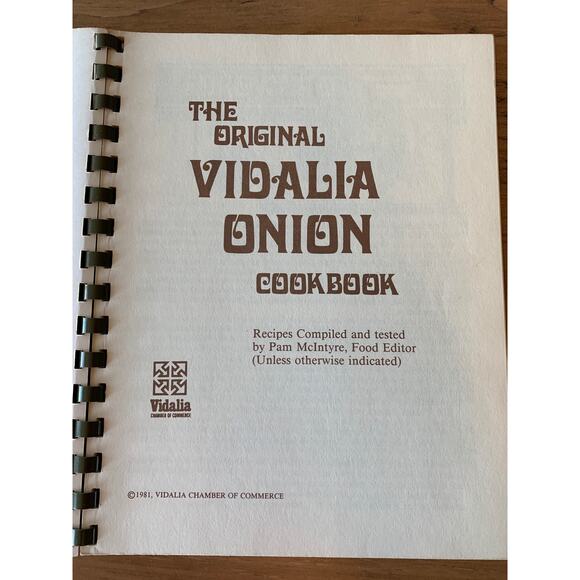 THE
ORIGINAL
VIDALIA
ONION
COOKBOOK
Recipes Compiled and tested
by Pam McIntyre, Food Editor
(Unless otherwise indicated)
Vidalia
CHAMBER OF COMMERCE
©1981, VIDALIA CHAMBER OF COMMERCE